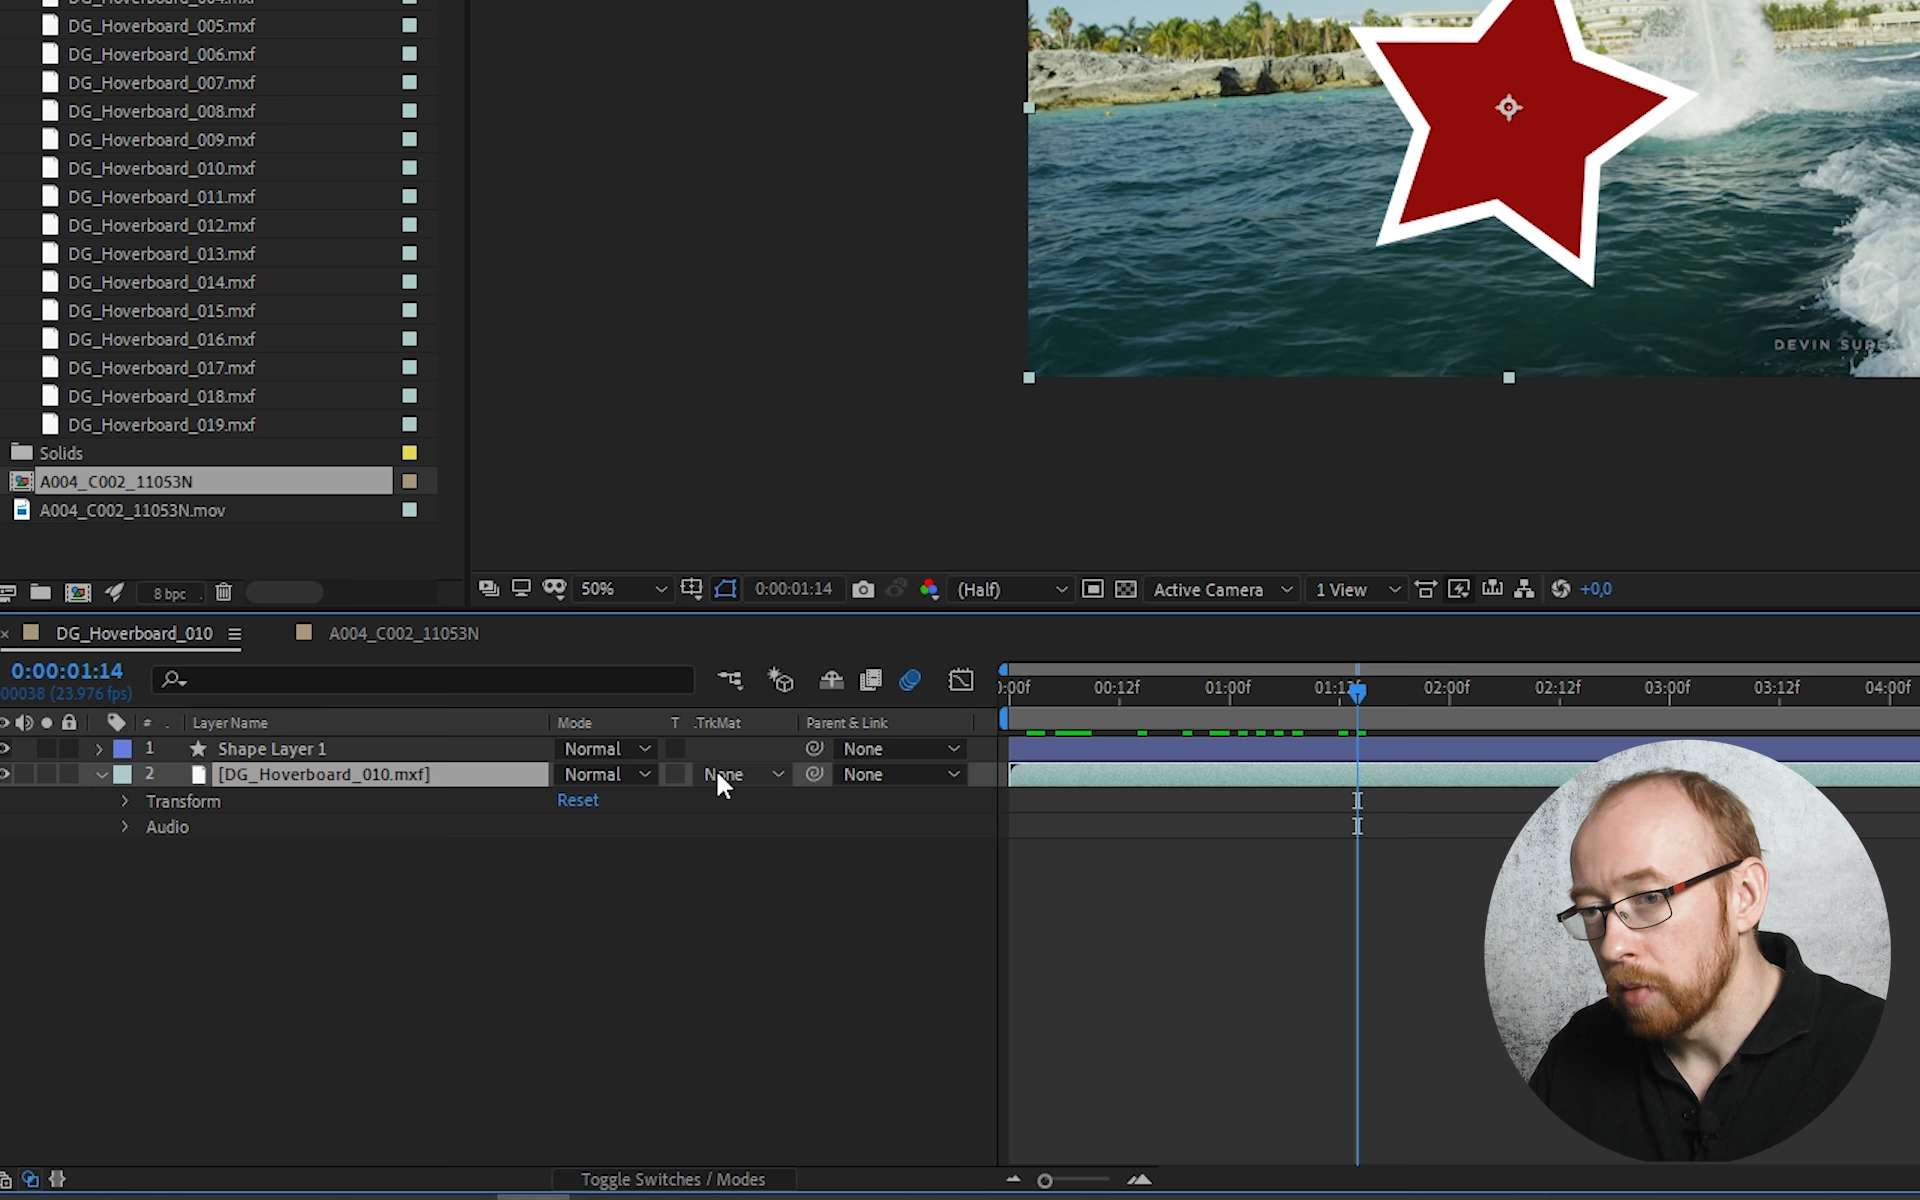 DG_Hoverboard_004.mxf
DG_Hoverboard_005.mxf
DG_Hoverboard_006.mxf
DG_Hoverboard_007.mxf
DG_Hoverboard_008.mxf
DG_Hoverboard_009.mxf
DG_Hoverboard_010.mxf
DG_Hoverboard_011.mxf
DG_Hoverboard_012.mxf
DG_Hoverboard_013.mxf
DG_Hoverboard_014.mxf
DG_Hoverboard_015.mxf
DG_Hoverboard_016.mxf
DG_Hoverboard_017.mxf
DG_Hoverboard_018.mxf
DG_Hoverboard_019.mxf
Solids
A004_C002_11053N
A004_C002_11053N.mov
DEVIN
8 bpc
50% 0:00:01:14 (Half) Active Camera 1 View +0,0
DG_Hoverboard_010 A004_C002_11053N
0:00:01:14
00038 (23.976 fps)
:00f 00:12f 01:00f 02:00f 02:12f 03:00f 03:12f 04:00f
# Layer Name Mode T .TrkMat Parent & Link
1 Shape Layer 1 Normal None
2 [DG_Hoverboard_010.mxf] Normal None None
Transform Reset
Audio
Toggle Switches / Modes